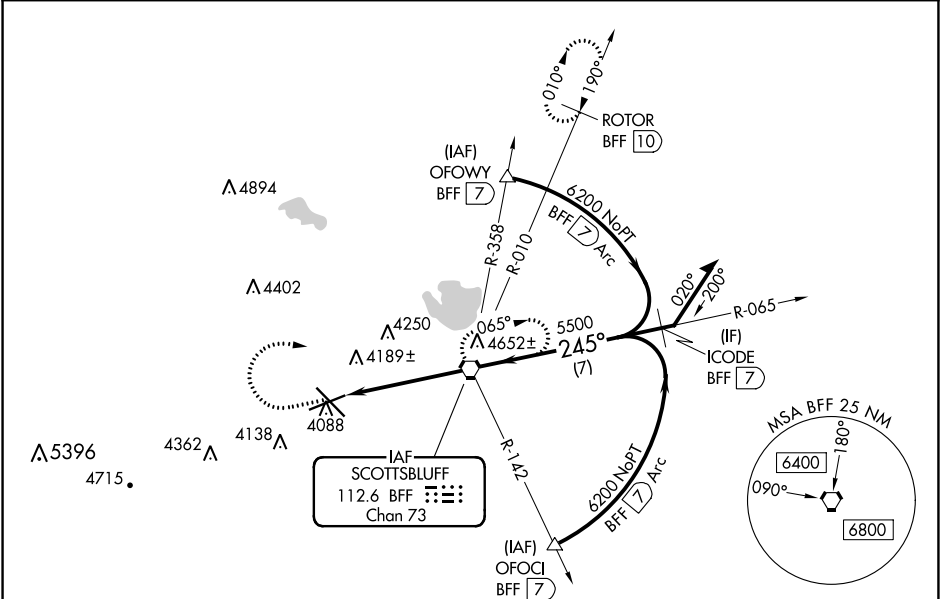 010°
190°
ROTOR
BFF 10
(IAF)
OFOWY
BFF 7
6200 NoPT
BFF 7 Arc
4894
R-358
R-010
4402
020°
200°
R-065
4250
065°
5500
4652±
4189±
245°
(7)
(IF)
ICODE
BFF 7
4088
4138
4362
5396
4715
IAF
SCOTTSBLUFF
112.6 BFF
Chan 73
R-142
6200 NoPT
BFF 7 Arc
(IAF)
OFOCI
BFF 7
MSA BFF 25 NM
180°
6400
090°
6800